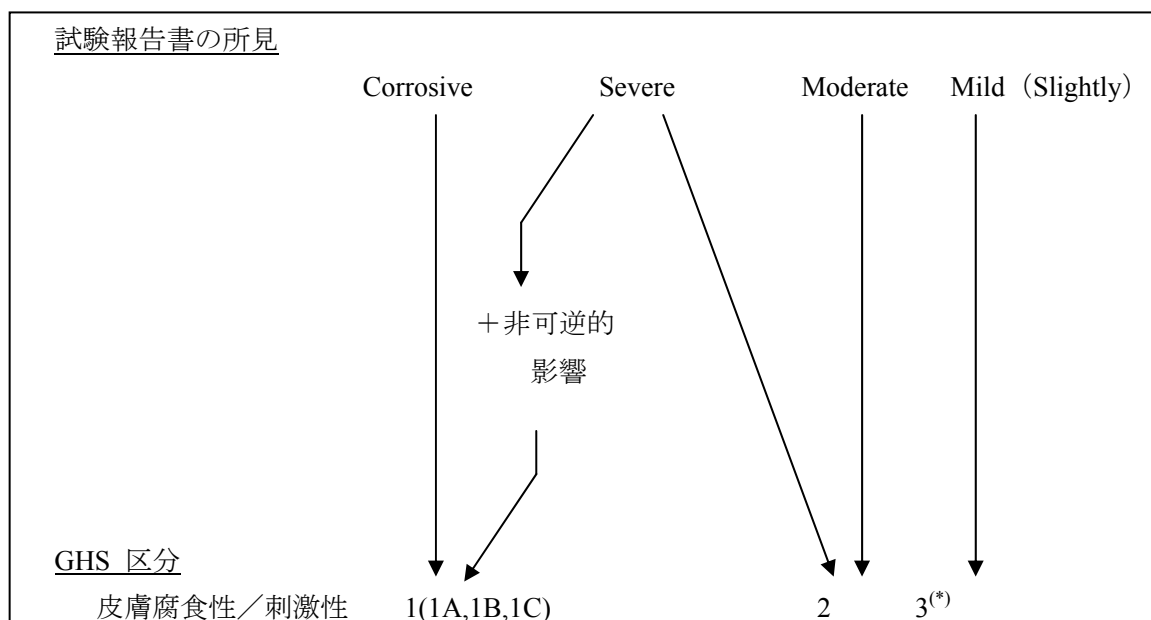 試験報告書の所見
Corrosive Severe Moderate Mild（Slightly）
＋非可逆的
影響
GHS 区分
皮膚腐食性／刺激性 1(1A,1B,1C) 2 3(*)